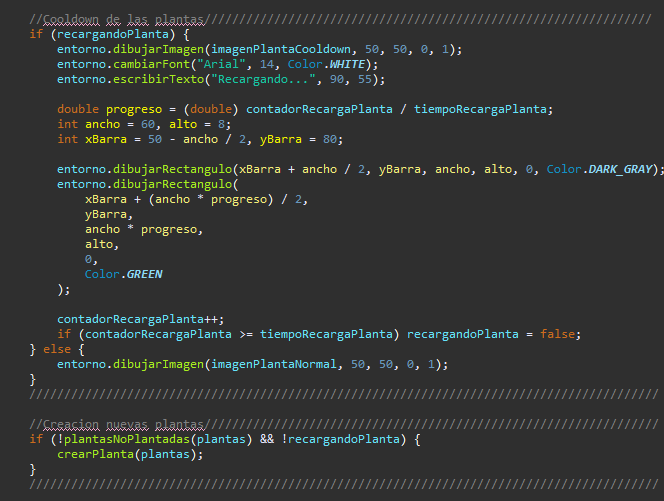 //Cooldown de las plantas////////////////////////////////////////////////////////////////
if (recargandoPlanta) {
entorno.dibujarImagen(imagenPlantaCooldown, 50, 50, 0, 1);
entorno.cambiarFont("Arial", 14, Color.WHITE);
entorno.escribirTexto("Recargando...", 90, 55);
double progreso = (double) contadorRecargaPlanta / tiempoRecargaPlanta;
int ancho = 60, alto = 8;
int xBarra = 50 - ancho / 2, yBarra = 80;
entorno.dibujarRectangulo(xBarra + ancho / 2, yBarra, ancho, alto, 0, Color.DARK_GRAY);
entorno.dibujarRectangulo(
xBarra + (ancho * progreso) / 2,
yBarra,
ancho * progreso,
alto,
0,
Color.GREEN
);
contadorRecargaPlanta++;
if (contadorRecargaPlanta >= tiempoRecargaPlanta) recargandoPlanta = false;
} else {
entorno.dibujarImagen(imagenPlantaNormal, 50, 50, 0, 1);
}
//////////////////////////////////////////////////////////////////////////////////////////
//Creacion nuevas plantas/////////////////////////////////////////////////////////////////
if (!plantasNoPlantadas(plantas) && !recargandoPlanta) {
crearPlanta(plantas);
}
//////////////////////////////////////////////////////////////////////////////////////////